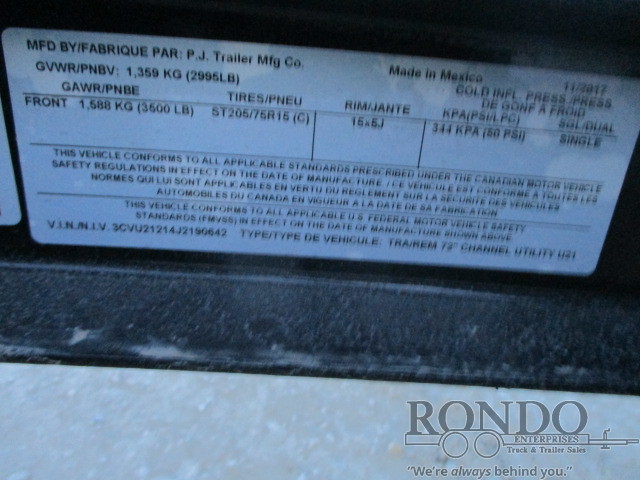 MFD BY/FABRIQUE PAR: P.J. Trailer Mfg Co.
Made in Mexico 11/2017
GVWR/PNBV: 1,359 KG (2995LB)
COLD INFL. PRESS./PRESS.
DE GONF A FROID
GAWR/PNBE TIRES/PNEU RIM/JANTE KPA(PSI/LPC) SGL/DUAL
FRONT 1,588 KG (3500 LB) ST205/75R15 (C) 15x5J 344 KPA (50 PSI) SINGLE
THIS VEHICLE CONFORMS TO ALL APPLICABLE STANDARDS PRESCRIBED UNDER THE CANADIAN MOTOR VEHICLE
SAFETY REGULATIONS IN EFFECT ON THE DATE OF MANUFACTURE / CE VEHICULE EST CONFORME A TOUTES LES
NORMES QUI LUI SONT APPLICABLES EN VERTU DU REGLEMENT SUR LA SECURITE DES VEHICULES
AUTOMOBILES DU CANADA EN VIGUEUR A LA DATE DE SA FABRICATION
THIS VEHICLE CONFORMS TO ALL APPLICABLE U.S. FEDERAL MOTOR VEHICLE SAFETY
STANDARDS (FMVSS) IN EFFECT ON THE DATE OF MANUFACTURE SHOWN ABOVE
V.I.N./N.I.V. 3CVU21214J2190642 TYPE/TYPE DE VEHICULE: TRA/REM 73" CHANNEL UTILITY U21
RONDO
ENTERPRISES
Truck & Trailer Sales
"We're always behind you."